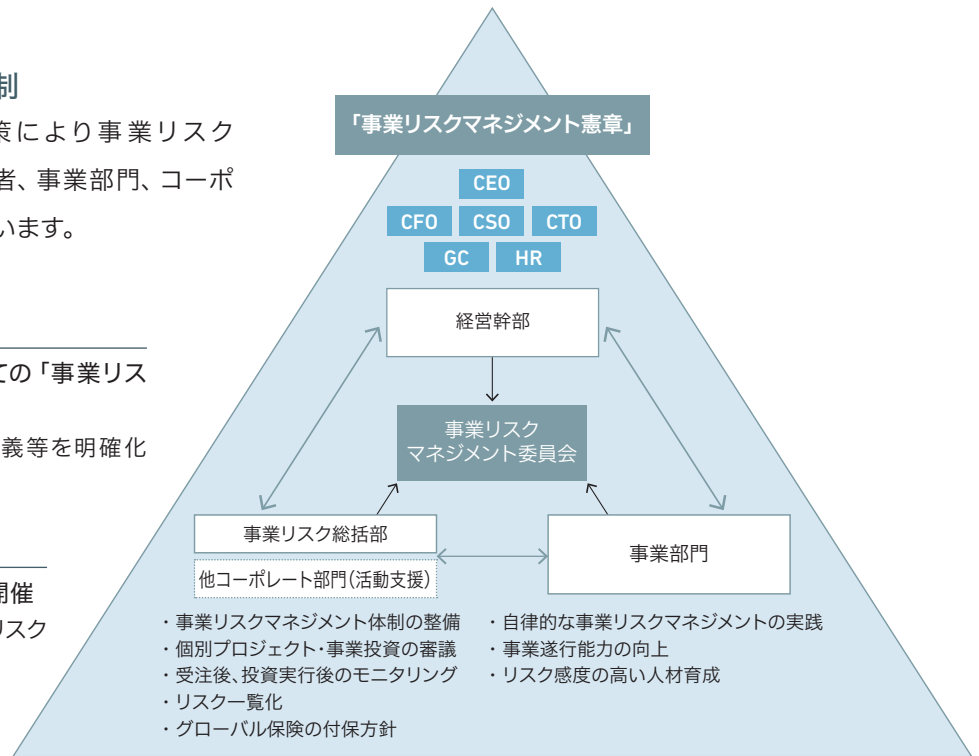 制
策により事業リスク
者、事業部門、コーポ
います。
ての「事業リス
義等を明確化
開催
リスク
「事業リスクマネジメント憲章」
CEO
CFO CSO CTO
GC HR
経営幹部
事業リスク
マネジメント委員会
事業リスク総括部
他コーポレート部門(活動支援)
事業部門
・事業リスクマネジメント体制の整備
・個別プロジェクト・事業投資の審議
・受注後、投資実行後のモニタリング
・リスク一覧化
・グローバル保険の付保方針
・自律的な事業リスクマネジメントの実践
・事業遂行能力の向上
・リスク感度の高い人材育成